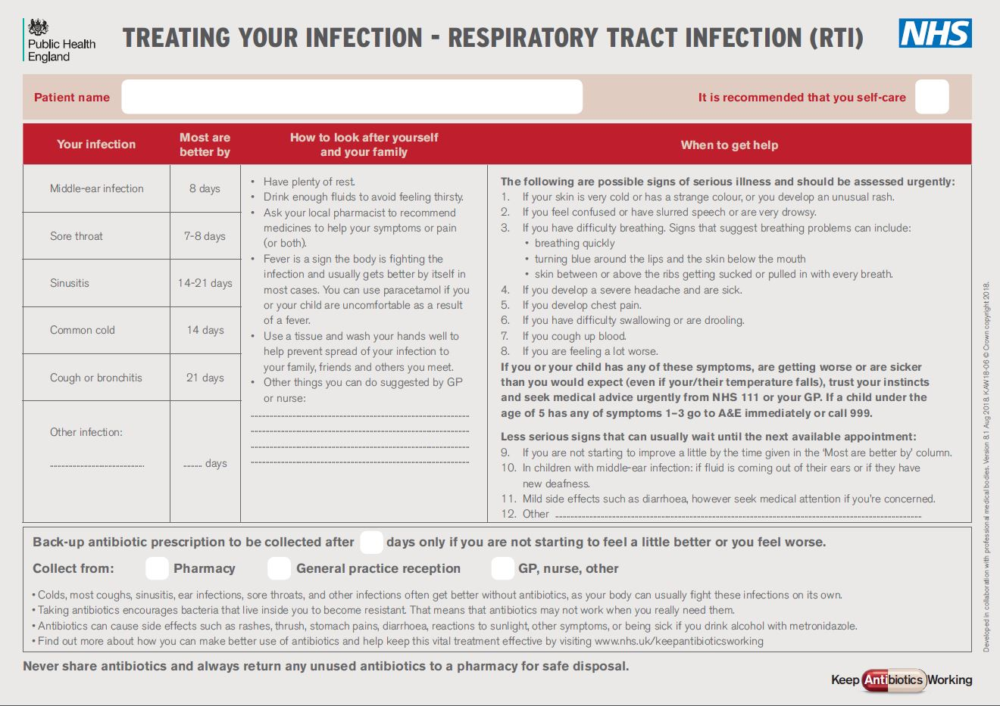 Public Health
England
TREATING YOUR INFECTION - RESPIRATORY TRACT INFECTION (RTI)
NHS
Patient name
It is recommended that you self-care
Your infection
Most are
better by
How to look after yourself
and your family
When to get help
Middle-ear infection
8 days
Sore throat
7-8 days
Sinusitis
14-21 days
Common cold
14 days
Cough or bronchitis
21 days
Other infection:
..........................................
......... days
• Have plenty of rest.
• Drink enough fluids to avoid feeling thirsty.
• Ask your local pharmacist to recommend
medicines to help your symptoms or pain
(or both).
• Fever is a sign the body is fighting the
infection and usually gets better by itself in
most cases. You can use paracetamol if you
or your child are uncomfortable as a result
of a fever.
• Use a tissue and wash your hands well to
help prevent spread of your infection to
your family, friends and others you meet.
• Other things you can do suggested by GP
or nurse:
The following are possible signs of serious illness and should be assessed urgently:
1. If your skin is very cold or has a strange colour, or you develop an unusual rash.
2. If you feel confused or have slurred speech or are very drowsy.
3. If you have difficulty breathing. Signs that suggest breathing problems can include:
• breathing quickly
• turning blue around the lips and the skin below the mouth
• skin between or above the ribs getting sucked or pulled in with every breath.
4. If you develop a severe headache and are sick.
5. If you develop chest pain.
6. If you have difficulty swallowing or are drooling.
7. If you cough up blood.
8. If you are feeling a lot worse.
If you or your child has any of these symptoms, are getting worse or are sicker
than you would expect (even if your/their temperature falls), trust your instincts
and seek medical advice urgently from NHS 111 or your GP. If a child under the
age of 5 has any of symptoms 1–3 go to A&E immediately or call 999.
Less serious signs that can usually wait until the next available appointment:
9. If you are not starting to improve a little by the time given in the ‘Most are better by’ column.
10. In children with middle-ear infection: if fluid is coming out of their ears or if they have
new deafness.
11. Mild side effects such as diarrhoea, however seek medical attention if you’re concerned.
12. Other ..........................................
Back-up antibiotic prescription to be collected after days only if you are not starting to feel a little better or you feel worse.
Collect from: Pharmacy General practice reception GP, nurse, other
• Colds, most coughs, sinusitis, ear infections, sore throats, and other infections often get better without antibiotics, as your body can usually fight these infections on its own.
• Taking antibiotics encourages bacteria that live inside you to become resistant. That means that antibiotics may not work when you really need them.
• Antibiotics can cause side effects such as rashes, thrush, stomach pains, diarrhoea, reactions to sunlight, other symptoms, or being sick if you drink alcohol with metronidazole.
• Find out more about how you can make better use of antibiotics and help keep this vital treatment effective by visiting www.nhs.uk/keepantibioticsworking
Never share antibiotics and always return any unused antibiotics to a pharmacy for safe disposal.
Keep Antibiotics Working
Developed in collaboration with professional medical bodies. Version 8.1 Aug 2018. KAW18-06 © Crown copyright 2018.